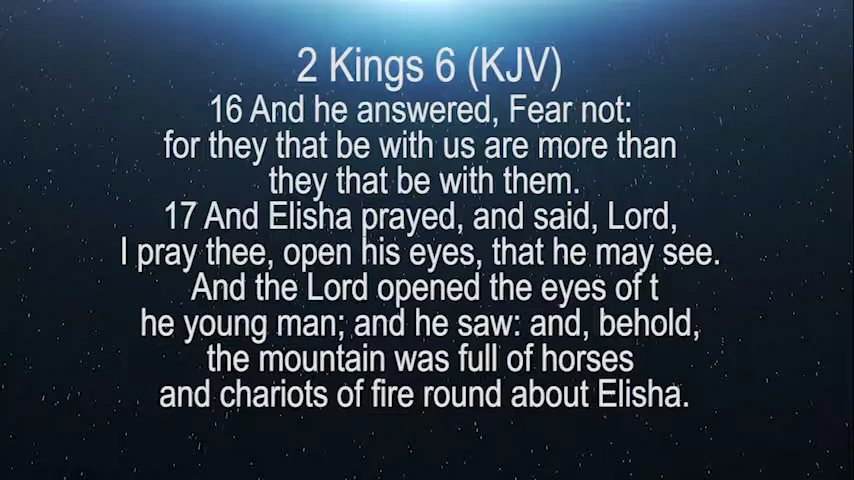 2 Kings 6 (KJV)
16 And he answered, Fear not:
for they that be with us are more than
they that be with them.
17 And Elisha prayed, and said, Lord,
I pray thee, open his eyes, that he may see.
And the Lord opened the eyes of t
he young man; and he saw: and, behold,
the mountain was full of horses
and chariots of fire round about Elisha.